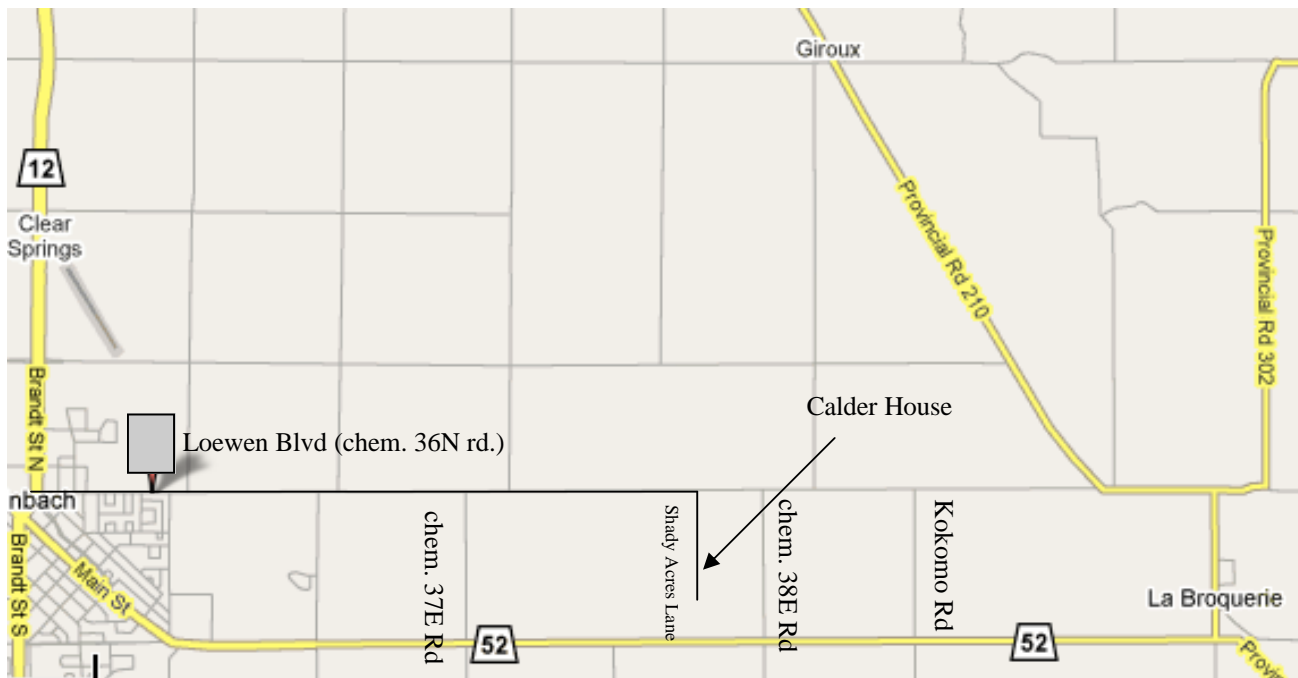 Giroux
12
Clear
Springs
Provincial Rd 210
Provincial Rd 302
Brandt St N
Calder House
Loewen Blvd (chem. 36N rd.)
nbach
Brandt St S
Main St
chem. 37E Rd
Shady Acres Lane
chem. 38E Rd
Kokomo Rd
La Broquerie
52
52
Provin